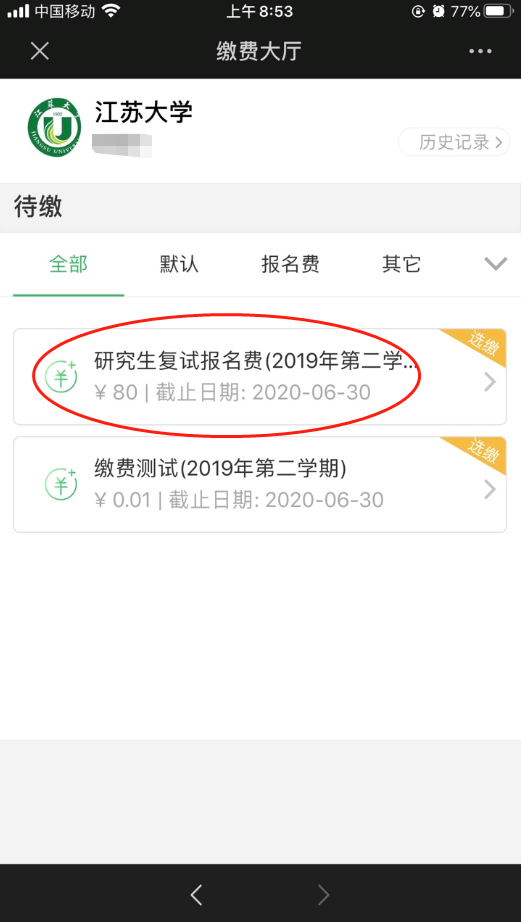 中国移动 上午8:53 77%
缴费大厅
江苏大学
历史记录
待缴
全部 默认 报名费 其它
选缴
研究生复试报名费(2019年第二学...
¥ 80 | 截止日期: 2020-06-30
选缴
缴费测试(2019年第二学期)
¥ 0.01 | 截止日期: 2020-06-30